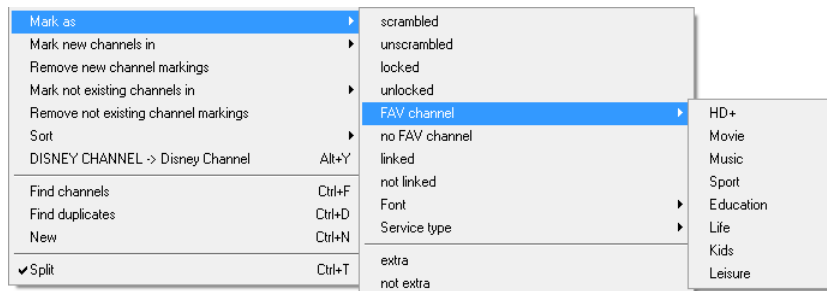 Mark as
Mark new channels in
Remove new channel markings
Mark not existing channels in
Remove not existing channel markings
Sort
DISNEY CHANNEL -> Disney Channel Alt+Y
Find channels Ctrl+F
Find duplicates Ctrl+D
New Ctrl+N
Split Ctrl+T
scrambled
unscrambled
locked
unlocked
FAV channel
no FAV channel
linked
not linked
Font
Service type
extra
not extra
HD+
Movie
Music
Sport
Education
Life
Kids
Leisure